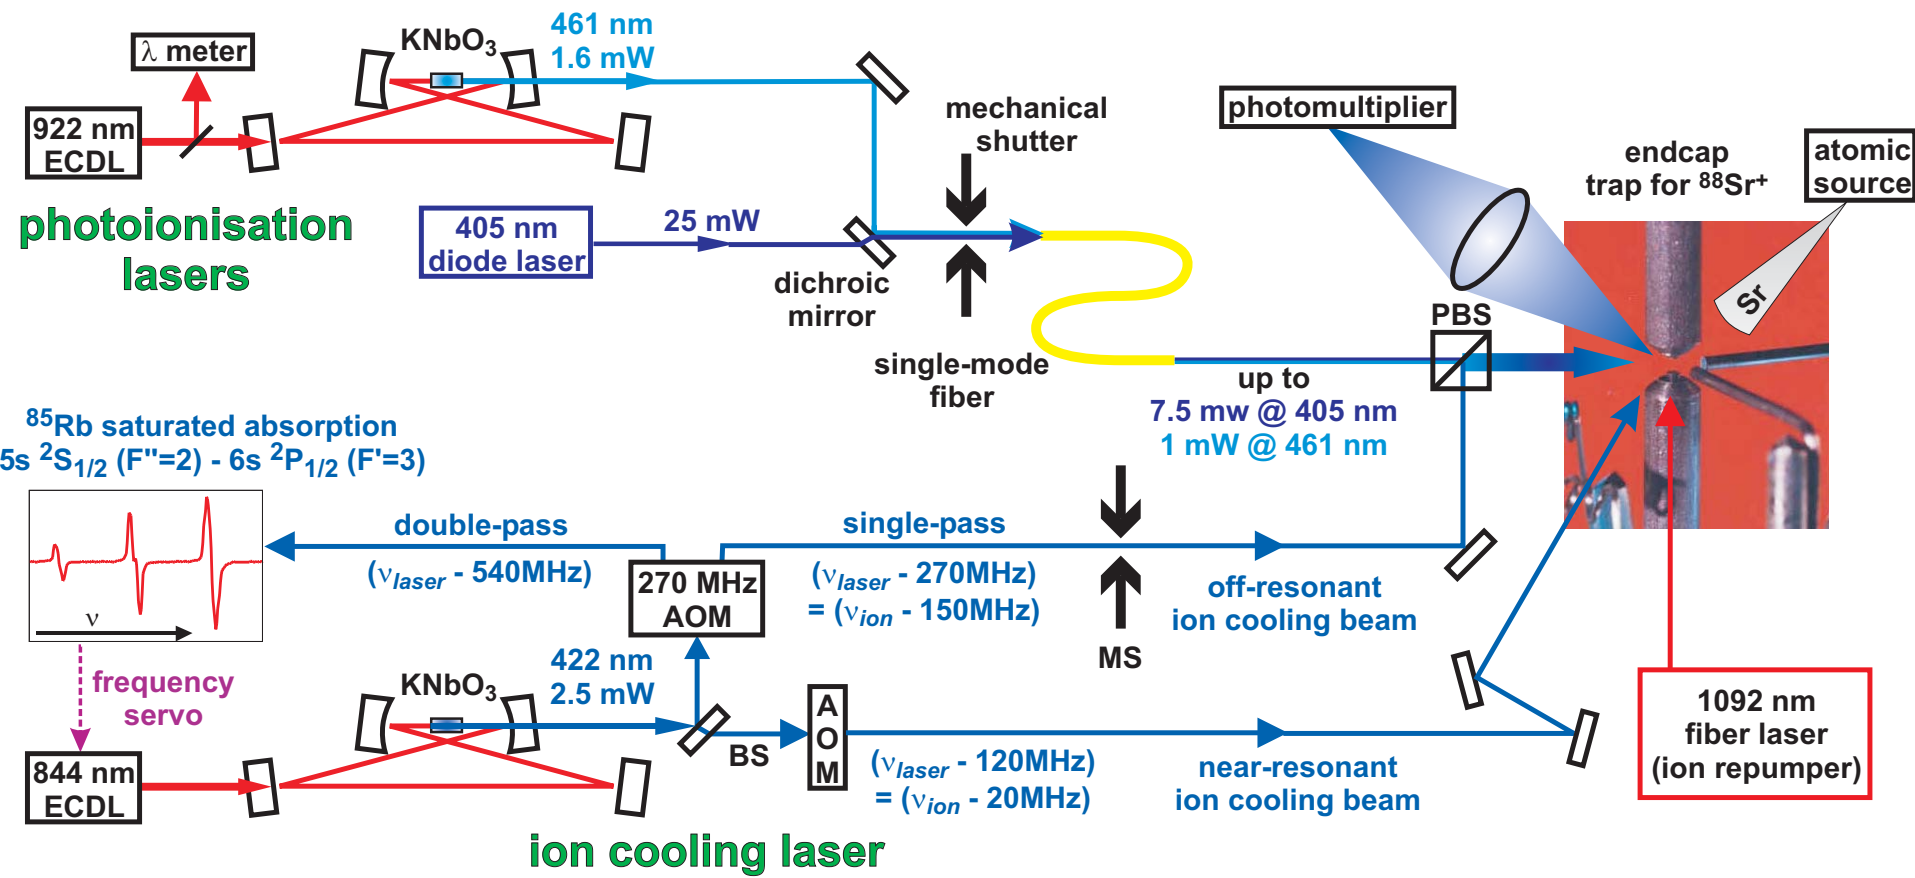 λ meter
922 nm
ECDL
KNbO3
461 nm
1.6 mW
photoionisation
lasers
405 nm
diode laser
25 mW
dichroic
mirror
mechanical
shutter
single-mode
fiber
photomultiplier
endcap
trap for ⁸⁸Sr⁺
atomic
source
Sr
PBS
up to
7.5 mw @ 405 nm
1 mW @ 461 nm
⁸⁵Rb saturated absorption
5s ²S1/2 (F"=2) - 6s ²P1/2 (F'=3)
ν
frequency
servo
844 nm
ECDL
double-pass
(νlaser - 540MHz)
270 MHz
AOM
single-pass
(νlaser - 270MHz)
= (νion - 150MHz)
MS
off-resonant
ion cooling beam
KNbO3
422 nm
2.5 mW
BS
AOM
(νlaser - 120MHz)
= (νion - 20MHz)
near-resonant
ion cooling beam
1092 nm
fiber laser
(ion repumper)
ion cooling laser